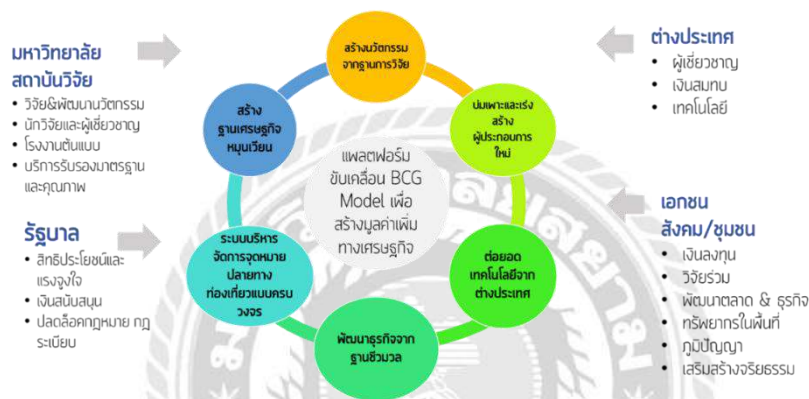 มหาวิทยาลัย
สถาบันวิจัย
• วิจัย&พัฒนานวัตกรรม
• นักวิจัยและผู้เชี่ยวชาญ
• โรงงานต้นแบบ
• บริการรับรองมาตรฐาน
และคุณภาพ
รัฐบาล
• สิทธิประโยชน์และ
แรงจูงใจ
• เงินสนับสนุน
• ปลดล็อคกฎหมาย กฎ
ระเบียบ
สร้างนวัตกรรม
จากฐานการวิจัย
บ่มเพาะและเร่ง
สร้าง
ผู้ประกอบการ
ใหม่
ต่อยอด
เทคโนโลยีจาก
ต่างประเทศ
พัฒนาธุรกิจจาก
ฐานชีวมวล
ระบบบริหาร
จัดการจุดหมาย
ปลายทาง
ท่องเที่ยวแบบครบ
วงจร
สร้าง
ฐานเศรษฐกิจ
หมุนเวียน
แพลตฟอร์ม
ขับเคลื่อน BCG
Model เพื่อ
สร้างมูลค่าเพิ่ม
ทางเศรษฐกิจ
ต่างประเทศ
• ผู้เชี่ยวชาญ
• เงินสมทบ
• เทคโนโลยี
เอกชน
สังคม/ชุมชน
• เงินลงทุน
• วิจัยร่วม
• พัฒนาตลาด & ธุรกิจ
• ทรัพยากรในพื้นที่
• ภูมิปัญญา
• เสริมสร้างจริยธรรม